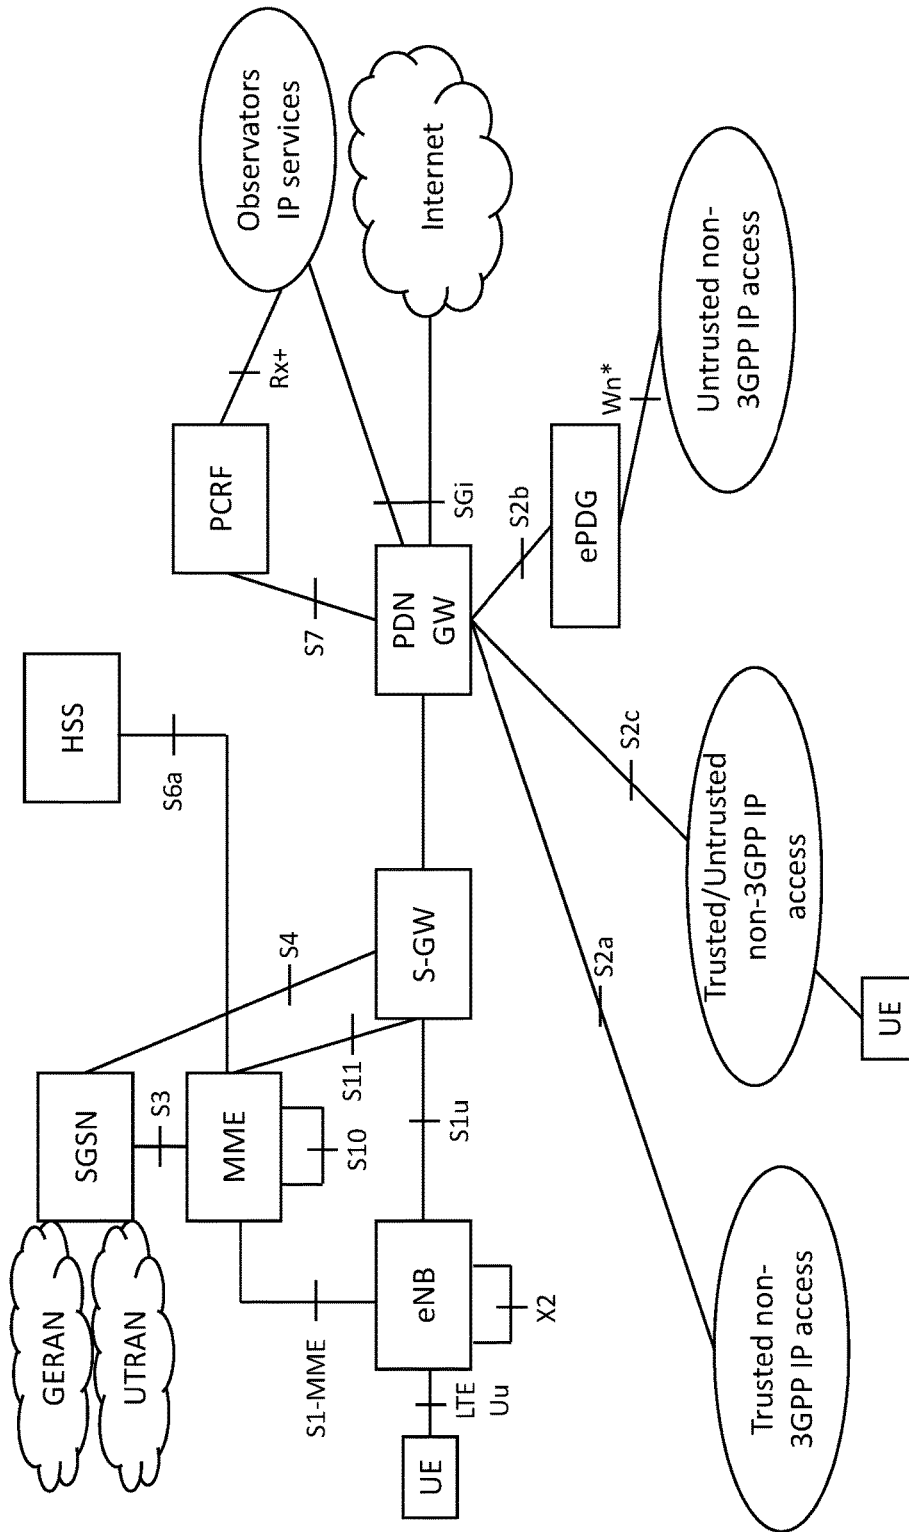 GERAN
UTRAN
SGSN
HSS
S3
S6a
MME
S10
S4
S11
S1-MME
UE
LTE
Uu
eNB
X2
S1u
S-GW
PDN
GW
S7
PCRF
Rx+
Observators
IP services
SGi
Internet
S2a
S2c
S2b
ePDG
Wn*
Trusted non-
3GPP IP access
Trusted/Untrusted
non-3GPP IP
access
UE
Untrusted non-
3GPP IP access